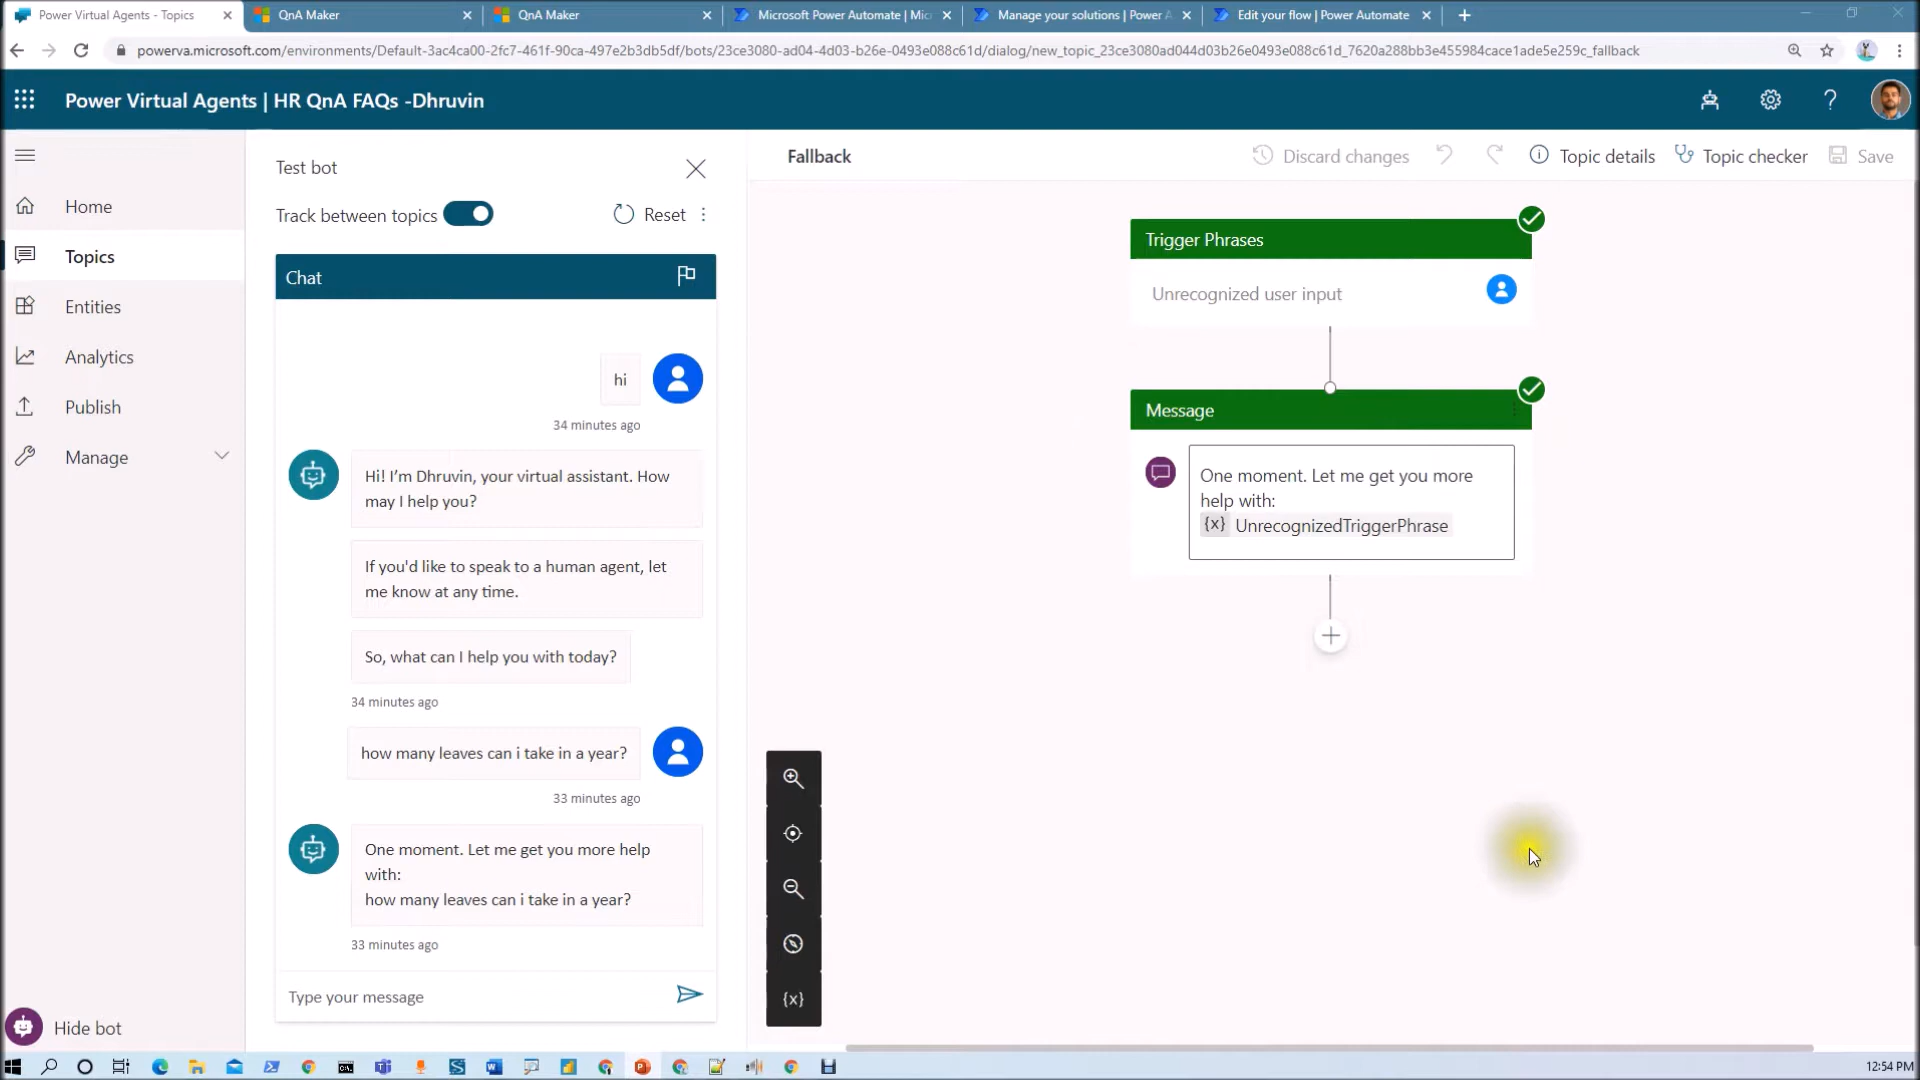 Power Virtual Agents - Topics
QnA Maker
QnA Maker
Microsoft Power Automate | Mic
Manage your solutions | Power A
Edit your flow | Power Automate
powerva.microsoft.com/environments/Default-3ac4ca00-2fc7-461f-90ca-497e2b3db5df/bots/23ce3080-ad04-4d03-b26e-0493e088c61d/dialog/new_topic_23ce3080ad044d03b26e0493e088c61d_7620a288bb3e455984cace1ade5e259c_fallback
Power Virtual Agents | HR QnA FAQs -Dhruvin
Home
Topics
Entities
Analytics
Publish
Manage
Hide bot
Test bot
Track between topics
Reset
Chat
hi
34 minutes ago
Hi! I'm Dhruvin, your virtual assistant. How
may I help you?
If you'd like to speak to a human agent, let
me know at any time.
So, what can I help you with today?
34 minutes ago
how many leaves can i take in a year?
33 minutes ago
One moment. Let me get you more help
with:
how many leaves can i take in a year?
33 minutes ago
Type your message
Fallback
Discard changes
Topic details
Topic checker
Save
Trigger Phrases
Unrecognized user input
Message
One moment. Let me get you more
help with:
{x} UnrecognizedTriggerPhrase
{x}
12:54 PM